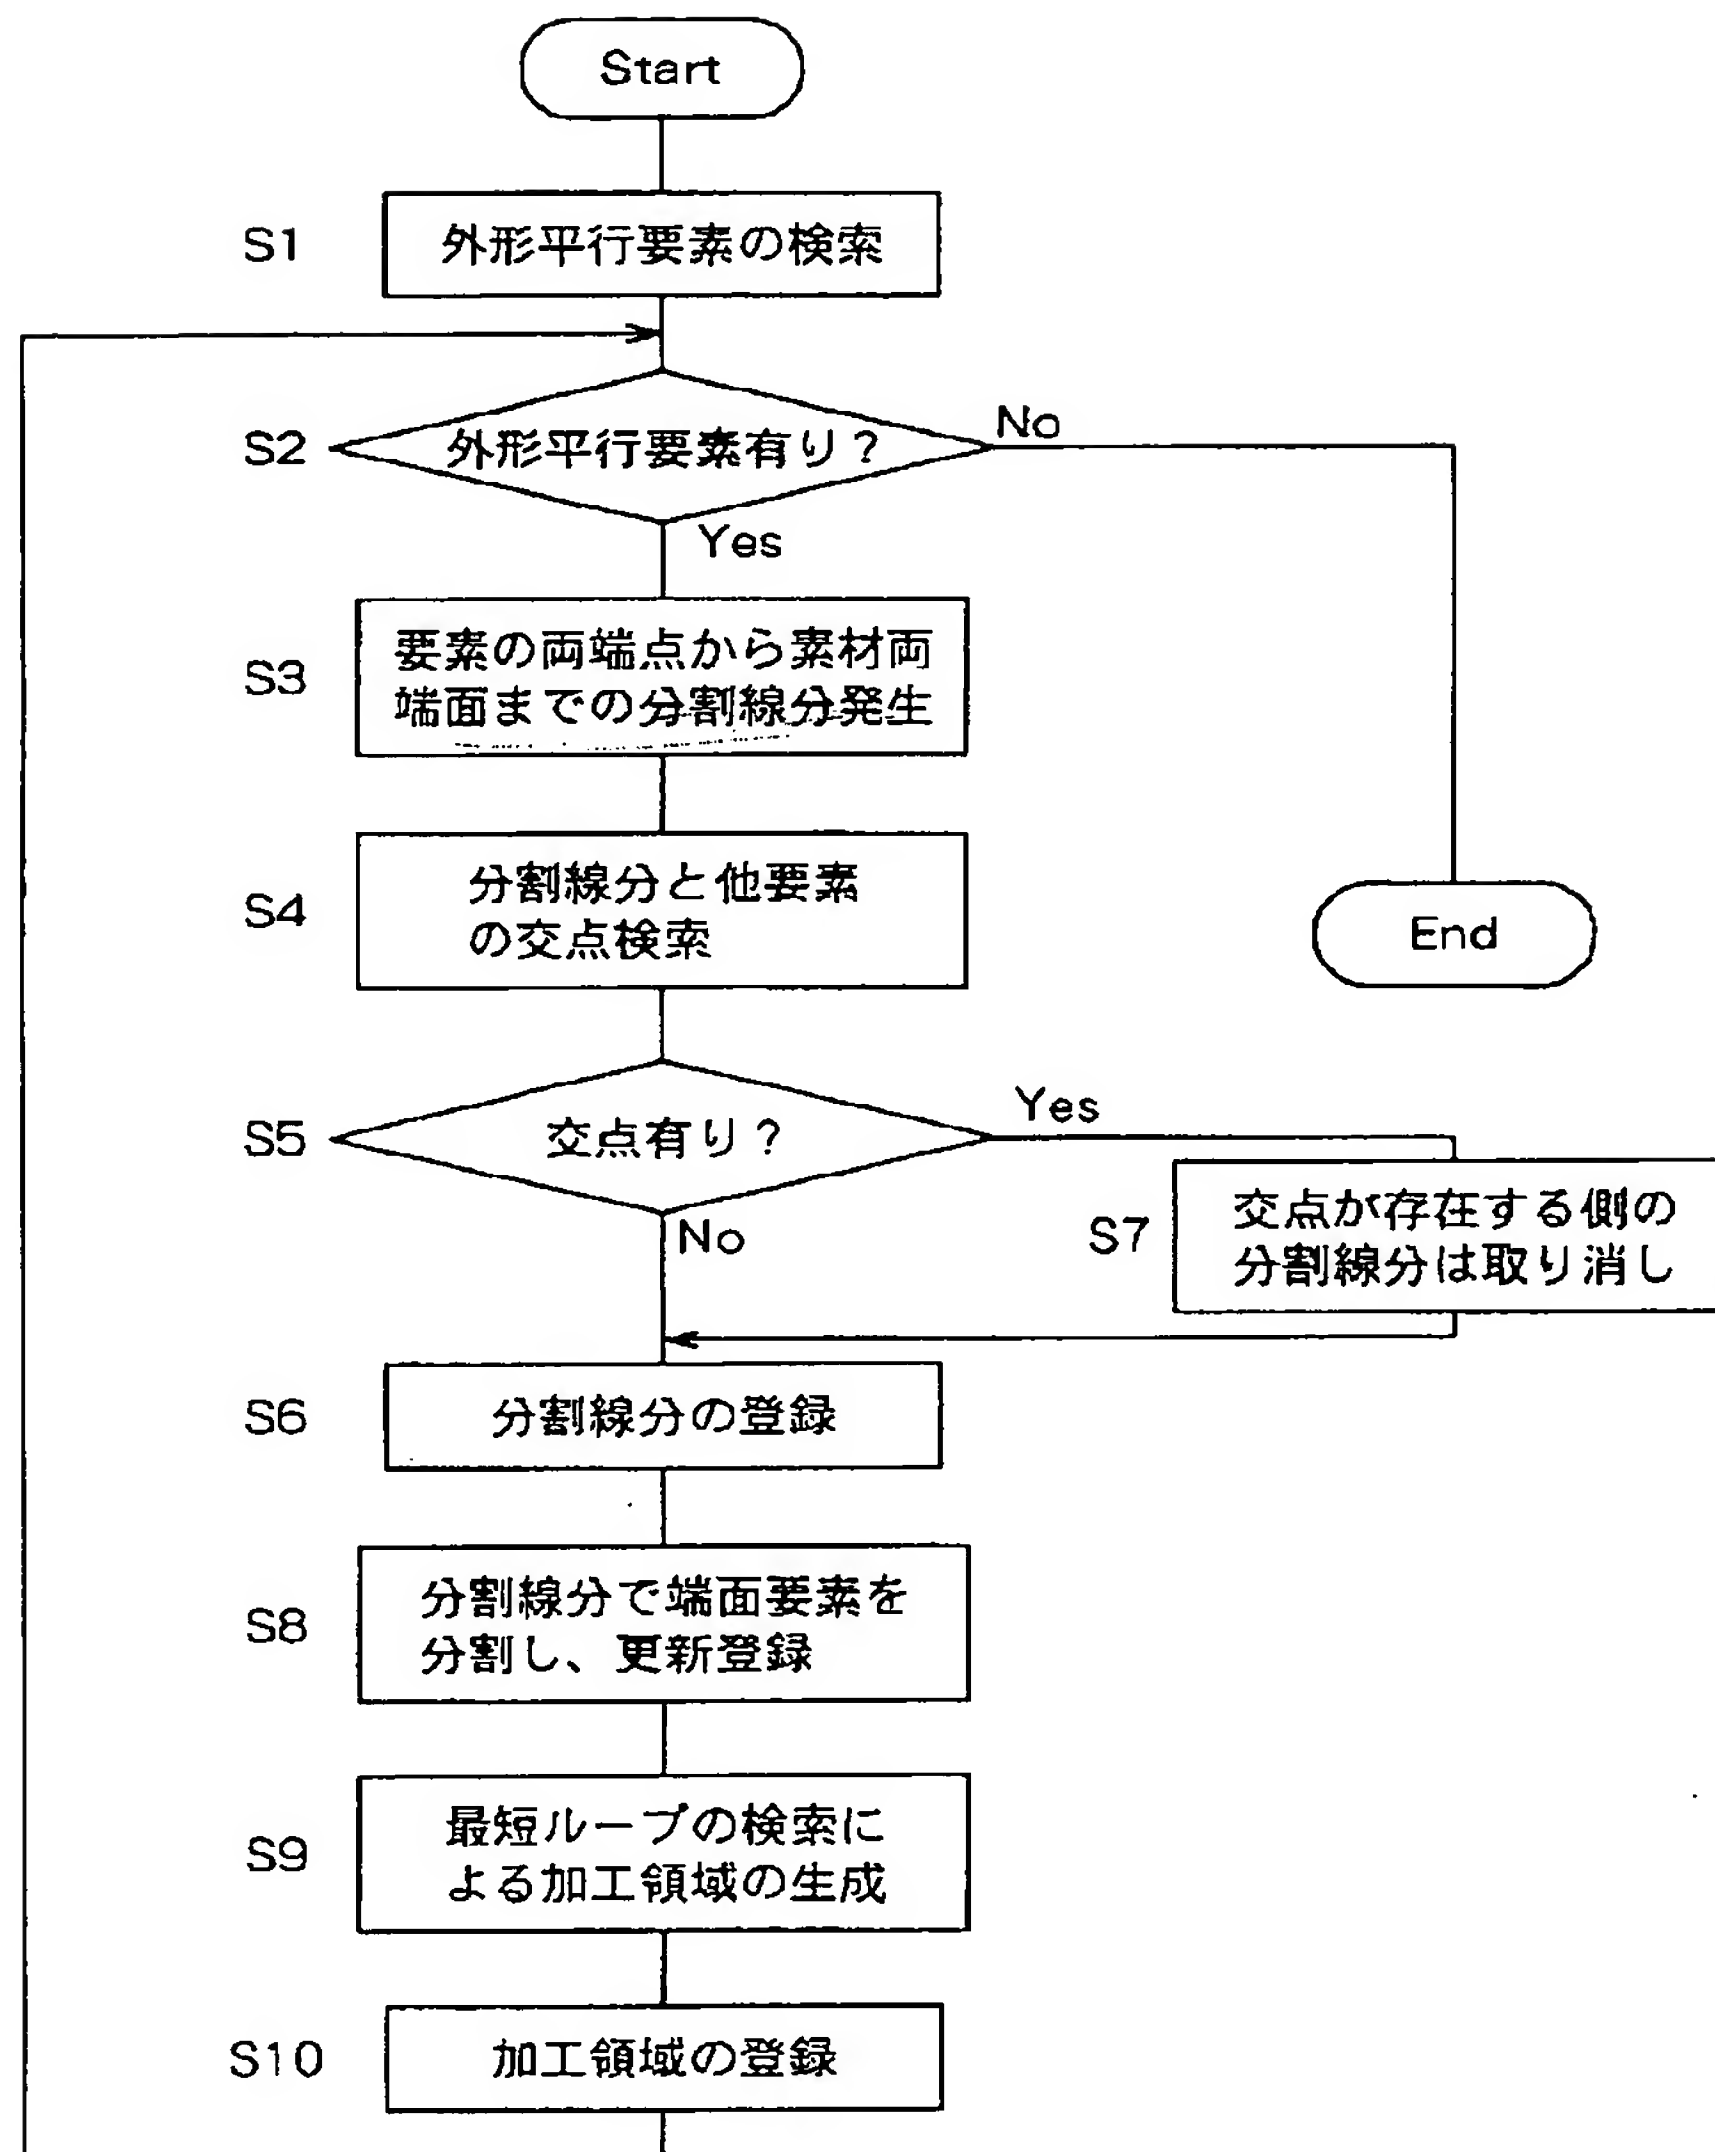 Start
S1
外形平行要素の検索
S2
外形平行要素有り？
No
Yes
S3
要素の両端点から素材両
端面までの分割線分発生
S4
分割線分と他要素
の交点検索
End
S5
交点有り？
Yes
No
S7
交点が存在する側の
分割線分は取り消し
S6
分割線分の登録
S8
分割線分で端面要素を
分割し、更新登録
S9
最短ループの検索に
よる加工領域の生成
S10
加工領域の登録